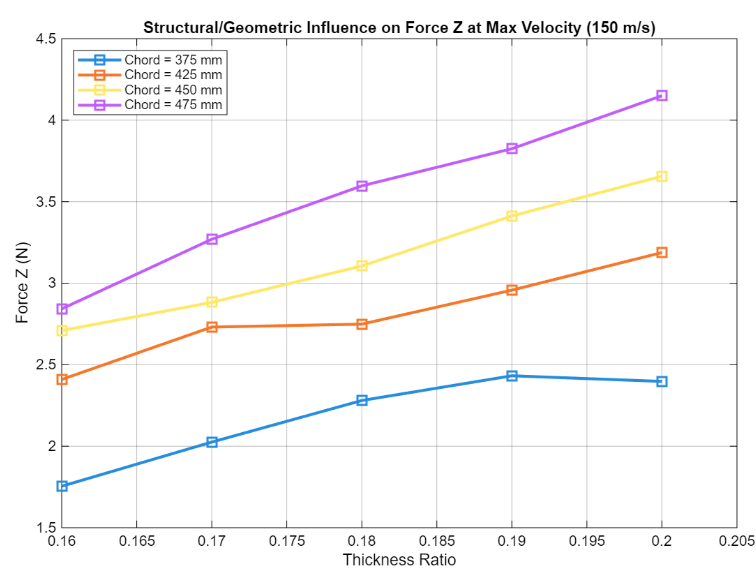 Structural/Geometric Influence on Force Z at Max Velocity (150 m/s)
Chord = 375 mm
Chord = 425 mm
Chord = 450 mm
Chord = 475 mm
Force Z (N)
4.5
4
3.5
3
2.5
2
1.5
0.16 0.165 0.17 0.175 0.18 0.185 0.19 0.195 0.2 0.205
Thickness Ratio